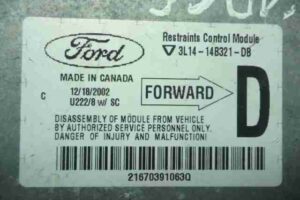 Ford
Restraints Control Module
3L14-14B321-DB
MADE IN CANADA
12/18/2002
C
U222/8 w/ SC
FORWARD
D
DISASSEMBLY OF MODULE FROM VEHICLE
BY AUTHORIZED SERVICE PERSONNEL ONLY.
DANGER OF INJURY AND MALFUNCTION!
21670391063Q